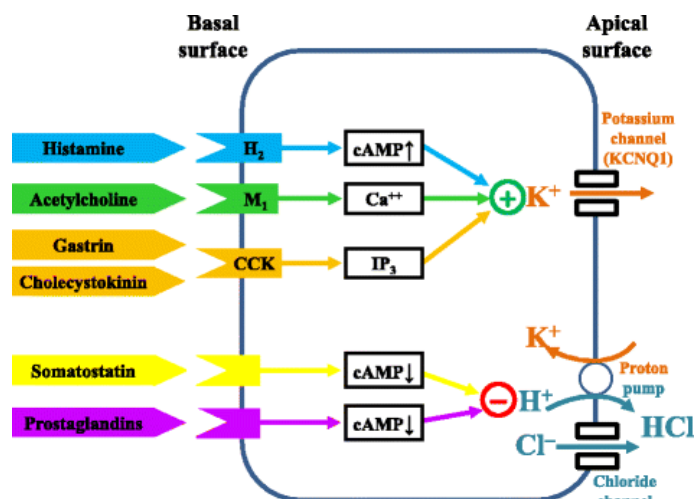 Basal
surface
Apical
surface
Potassium
channel
(KCNQ1)
Histamine
H₂
cAMP↑
Acetylcholine
M₁
Ca⁺⁺
+
K⁺
Gastrin
Cholecystokinin
CCK
IP₃
Somatostatin
cAMP↓
Prostaglandins
cAMP↓
−
K⁺
Proton
pump
H⁺
HCl
Cl⁻
Chloride